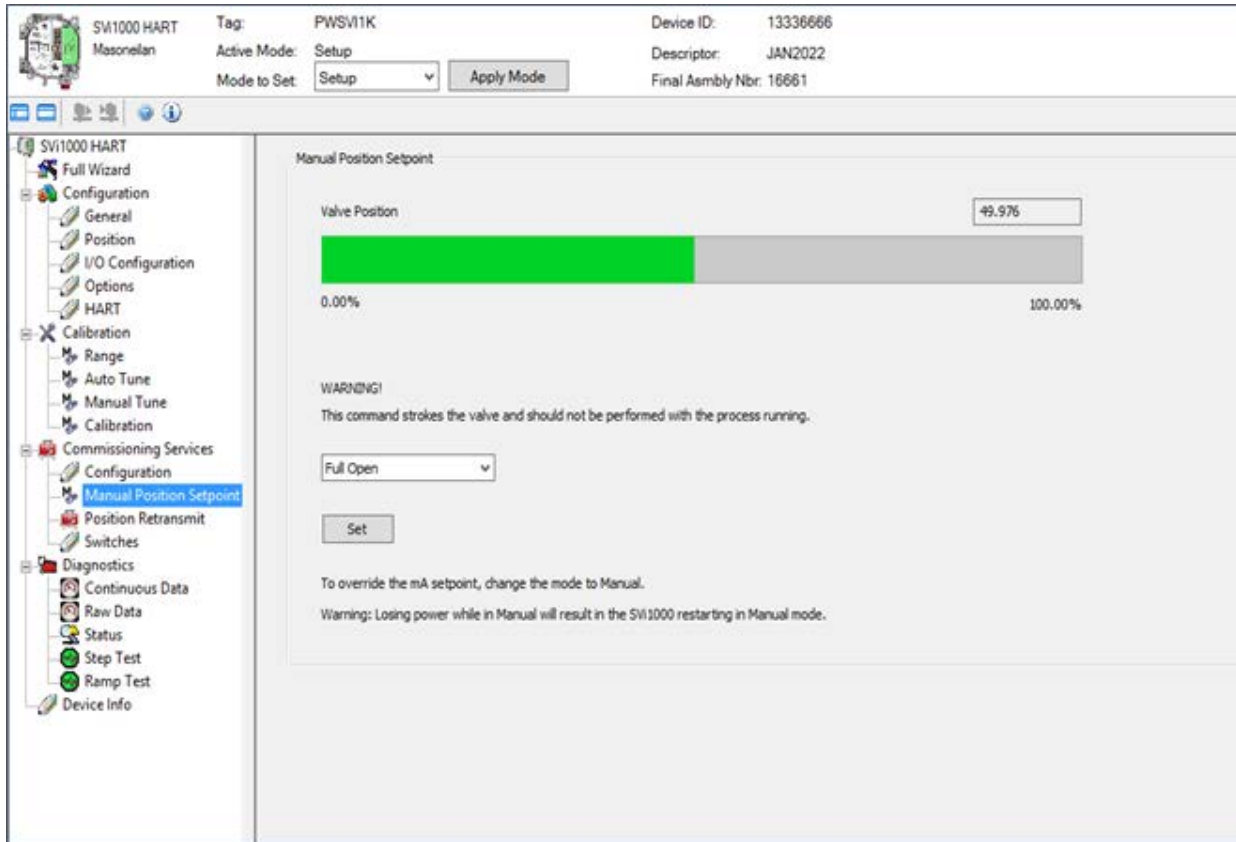 SVi1000 HART
Masoneilan
Tag: PWSVI1K
Active Mode: Setup
Mode to Set: Setup Apply Mode
Device ID: 13336666
Descriptor: JAN2022
Final Asmbly Nbr: 16661
SVi1000 HART
Full Wizard
Configuration
General
Position
I/O Configuration
Options
HART
Calibration
Range
Auto Tune
Manual Tune
Calibration
Commissioning Services
Configuration
Manual Position Setpoint
Position Retransmit
Switches
Diagnostics
Continuous Data
Raw Data
Status
Step Test
Ramp Test
Device Info
Manual Position Setpoint
Valve Position 49.976
0.00% 100.00%
WARNING!
This command strokes the valve and should not be performed with the process running.
Full Open
Set
To override the mA setpoint, change the mode to Manual.
Warning: Losing power while in Manual will result in the SVi1000 restarting in Manual mode.